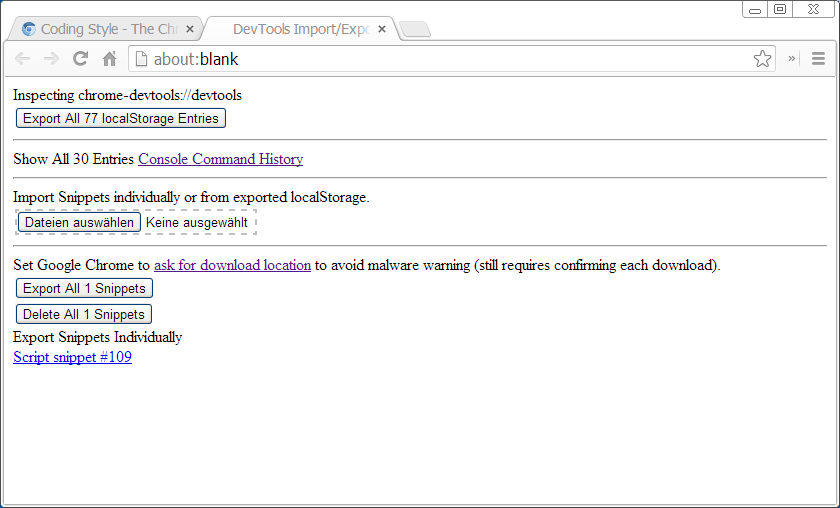 Coding Style - The Chr
DevTools Import/Expo
about:blank
»
Inspecting chrome-devtools://devtools
Export All 77 localStorage Entries
Show All 30 Entries Console Command History
Import Snippets individually or from exported localStorage.
Dateien auswählen Keine ausgewählt
Set Google Chrome to ask for download location to avoid malware warning (still requires confirming each download).
Export All 1 Snippets
Delete All 1 Snippets
Export Snippets Individually
Script snippet #109